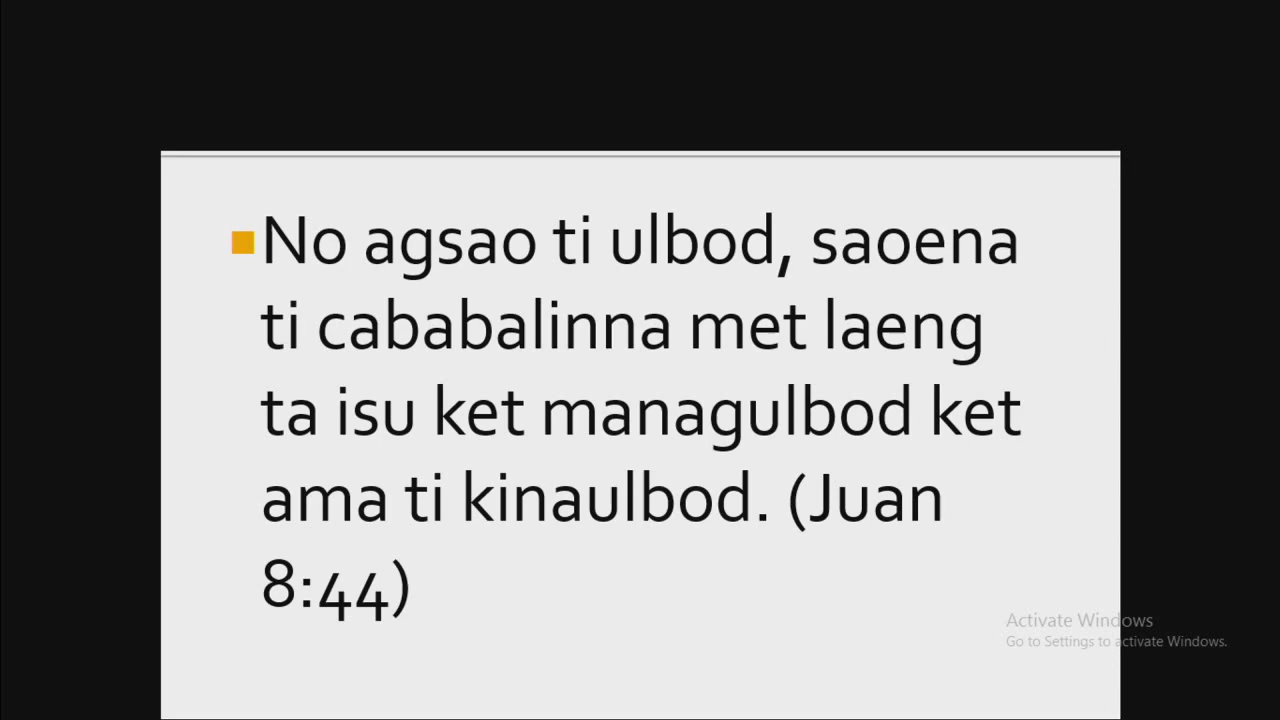 No agsao ti ulbod, saoena
ti cababalinna met laeng
ta isu ket managulbod ket
ama ti kinaulbod. (Juan
8:44)
Activate Windows
Go to Settings to activate Windows.